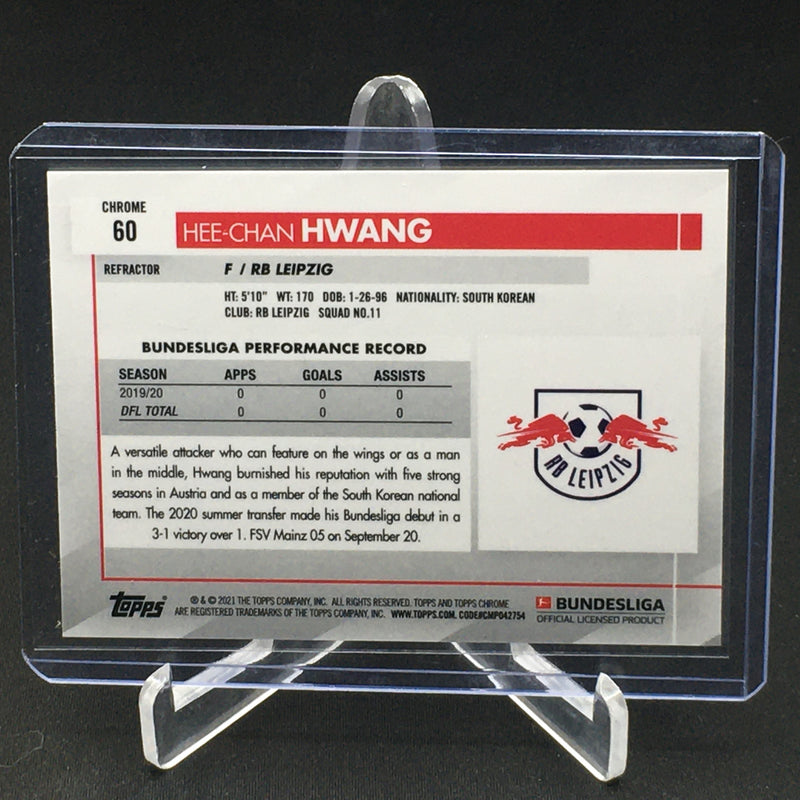 CHROME
60
HEE-CHAN HWANG
REFRACTOR F / RB LEIPZIG
HT: 5'10" WT: 170 DOB: 1-26-96 NATIONALITY: SOUTH KOREAN
CLUB: RB LEIPZIG SQUAD NO.11
BUNDESLIGA PERFORMANCE RECORD
SEASON APPS GOALS ASSISTS
2019/20 0 0 0
DFL TOTAL 0 0 0
A versatile attacker who can feature on the wings or as a man
in the middle, Hwang burnished his reputation with five strong
seasons in Austria and as a member of the South Korean national
team. The 2020 summer transfer made his Bundesliga debut in a
3-1 victory over 1. FSV Mainz 05 on September 20.
RB LEIPZIG
Topps
® & © 2021 THE TOPPS COMPANY, INC. ALL RIGHTS RESERVED. TOPPS AND TOPPS CHROME
ARE REGISTERED TRADEMARKS OF THE TOPPS COMPANY, INC. WWW.TOPPS.COM. CODE#CMP042754
BUNDESLIGA
OFFICIAL LICENSED PRODUCT